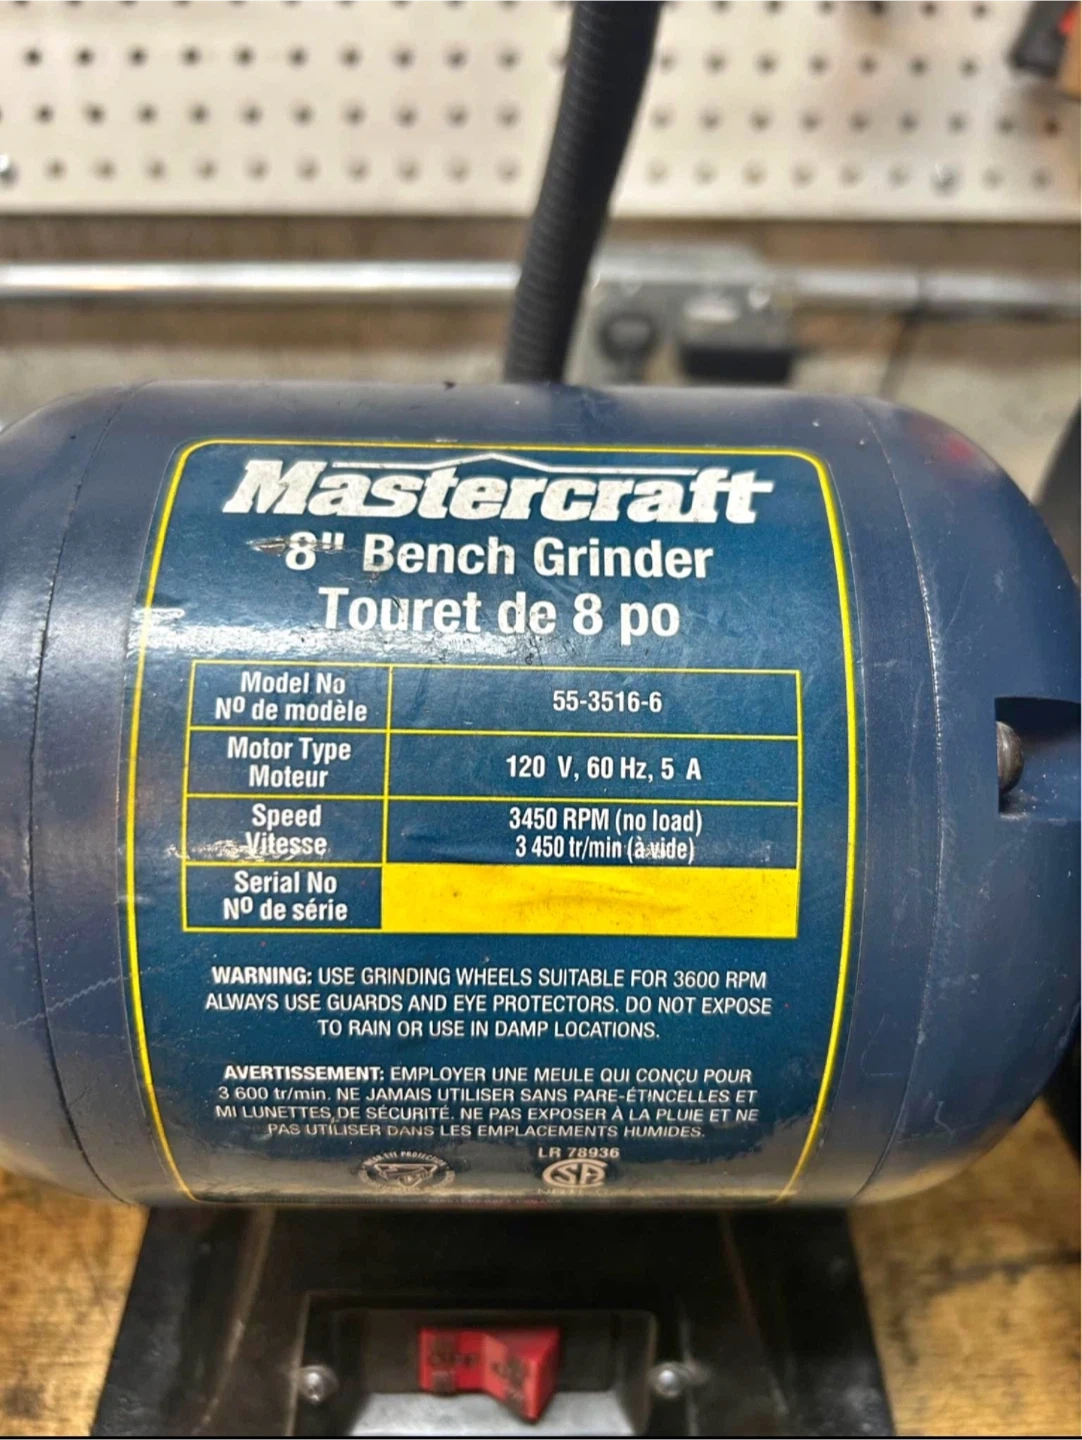 Mastercraft
8" Bench Grinder
Touret de 8 po
Model No
Nº de modèle
55-3516-6
Motor Type
Moteur
120 V, 60 Hz, 5 A
Speed
Vitesse
3450 RPM (no load)
3 450 tr/min (à vide)
Serial No
Nº de série
WARNING: USE GRINDING WHEELS SUITABLE FOR 3600 RPM
ALWAYS USE GUARDS AND EYE PROTECTORS. DO NOT EXPOSE
TO RAIN OR USE IN DAMP LOCATIONS.
AVERTISSEMENT: EMPLOYER UNE MEULE QUI CONÇU POUR
3 600 tr/min. NE JAMAIS UTILISER SANS PARE-ÉTINCELLES ET
MI LUNETTES DE SÉCURITÉ. NE PAS EXPOSER À LA PLUIE ET NE
PAS UTILISER DANS LES EMPLACEMENTS HUMIDES.
LR 78936
OFF